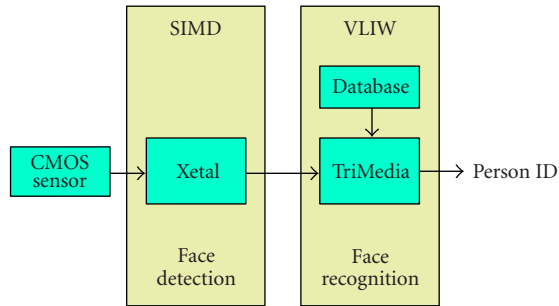 SIMD
VLIW
Database
CMOS
sensor
Xetal
TriMedia
Person ID
Face
detection
Face
recognition